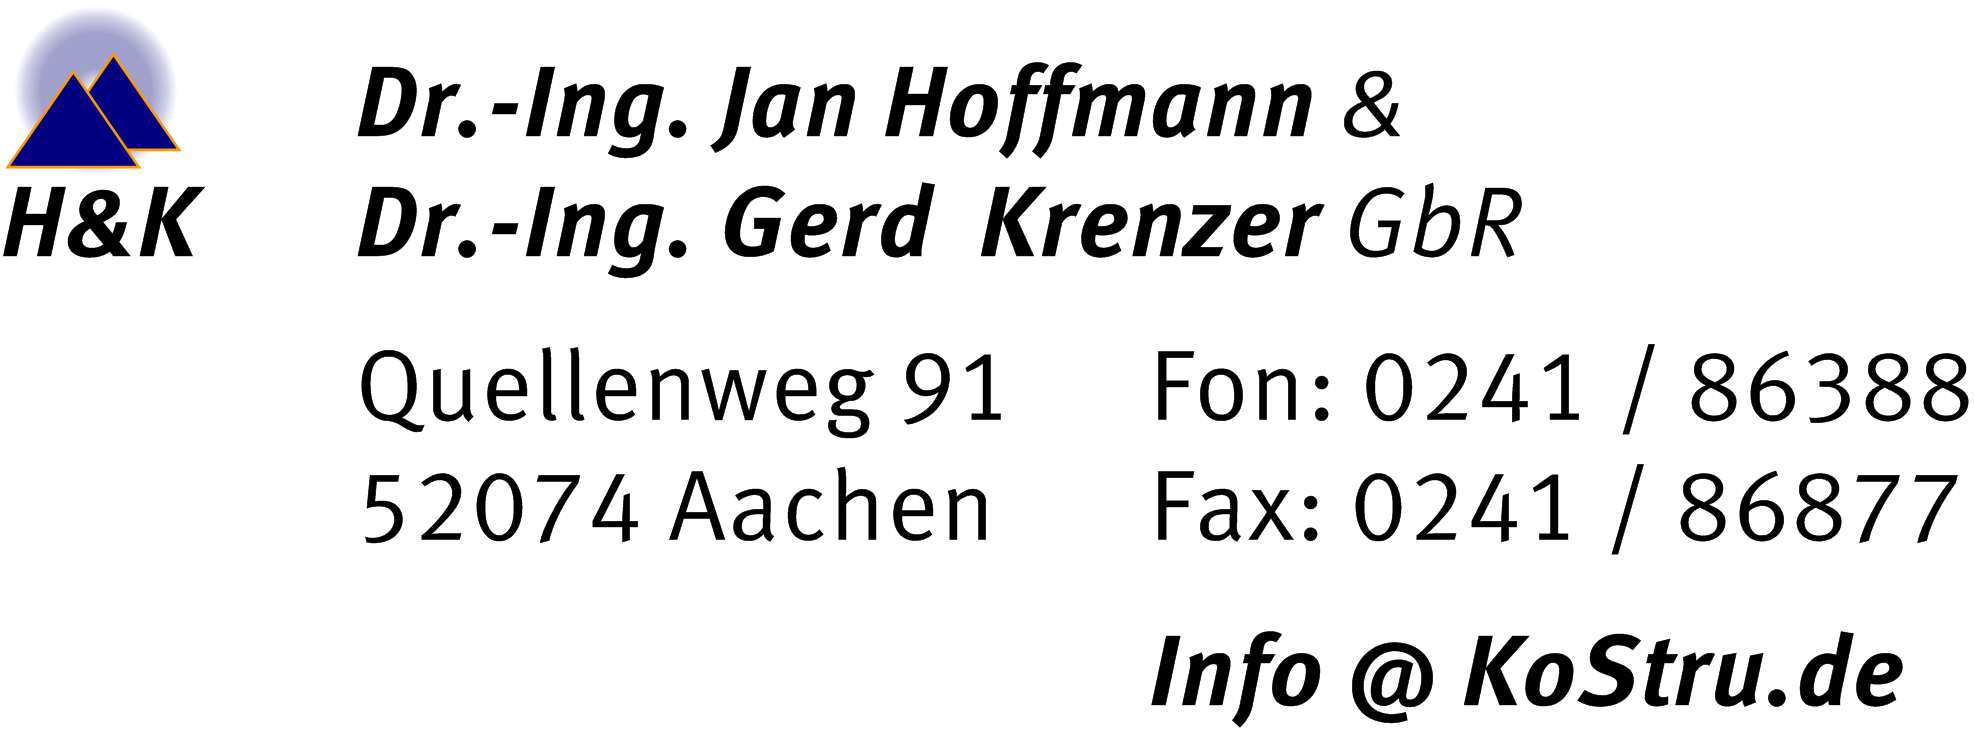 H&K
Dr.-Ing. Jan Hoffmann &
Dr.-Ing. Gerd Krenzer GbR
Quellenweg 91
52074 Aachen
Fon: 0241 / 86388
Fax: 0241 / 86877
Info @ KoStru.de